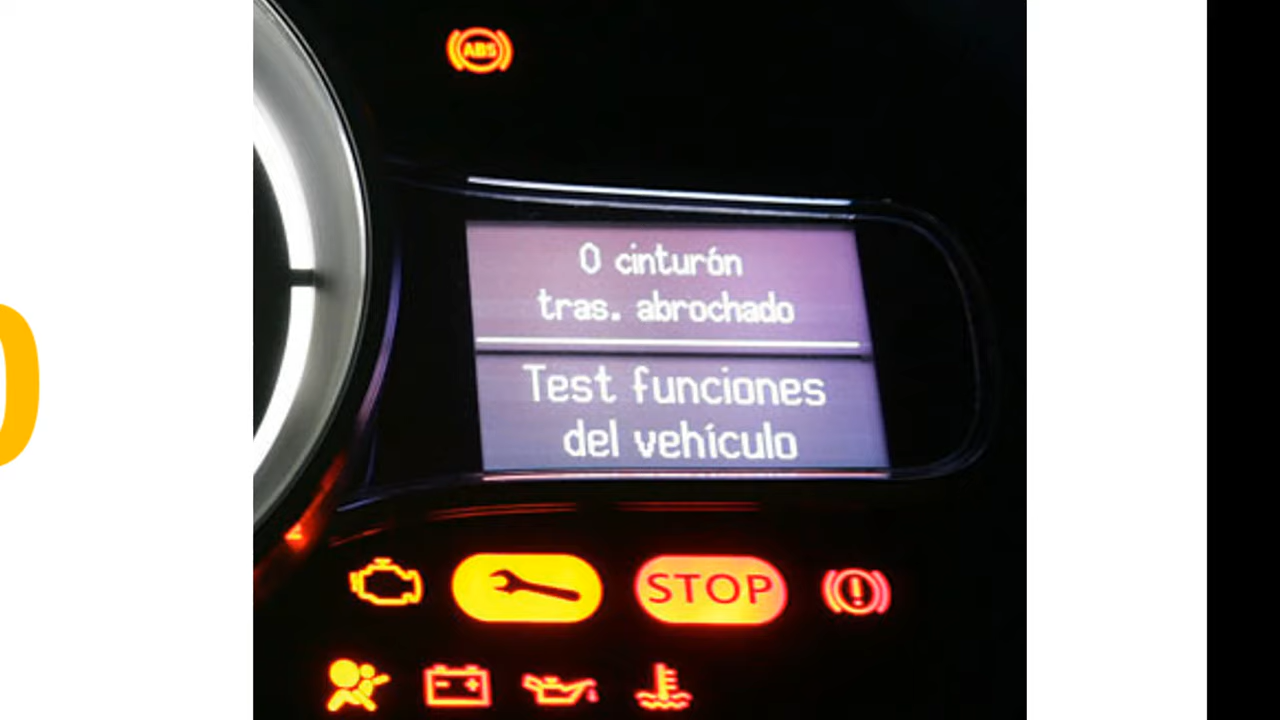 ABS
0 cinturón
tras. abrochado
Test funciones
del vehículo
STOP